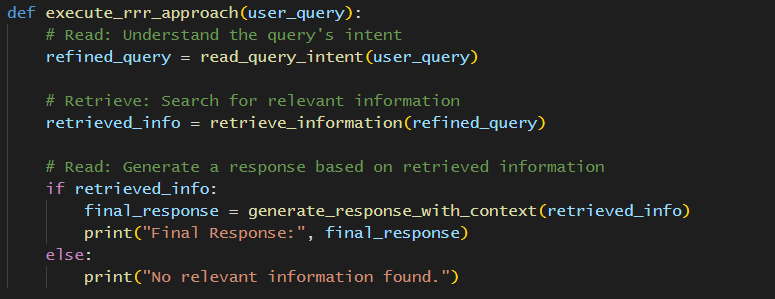 def execute_rrr_approach(user_query):
    # Read: Understand the query's intent
    refined_query = read_query_intent(user_query)

    # Retrieve: Search for relevant information
    retrieved_info = retrieve_information(refined_query)

    # Read: Generate a response based on retrieved information
    if retrieved_info:
        final_response = generate_response_with_context(retrieved_info)
        print("Final Response:", final_response)
    else:
        print("No relevant information found.")